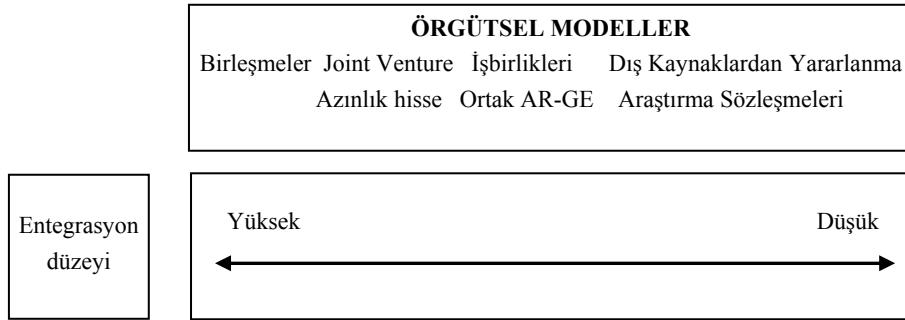 ÖRGÜTSEL MODELLER
Birleşmeler Joint Venture İşbirlikleri Dış Kaynaklardan Yararlanma
Azınlık hisse Ortak AR-GE Araştırma Sözleşmeleri
Entegrasyon
düzeyi
Yüksek Düşük